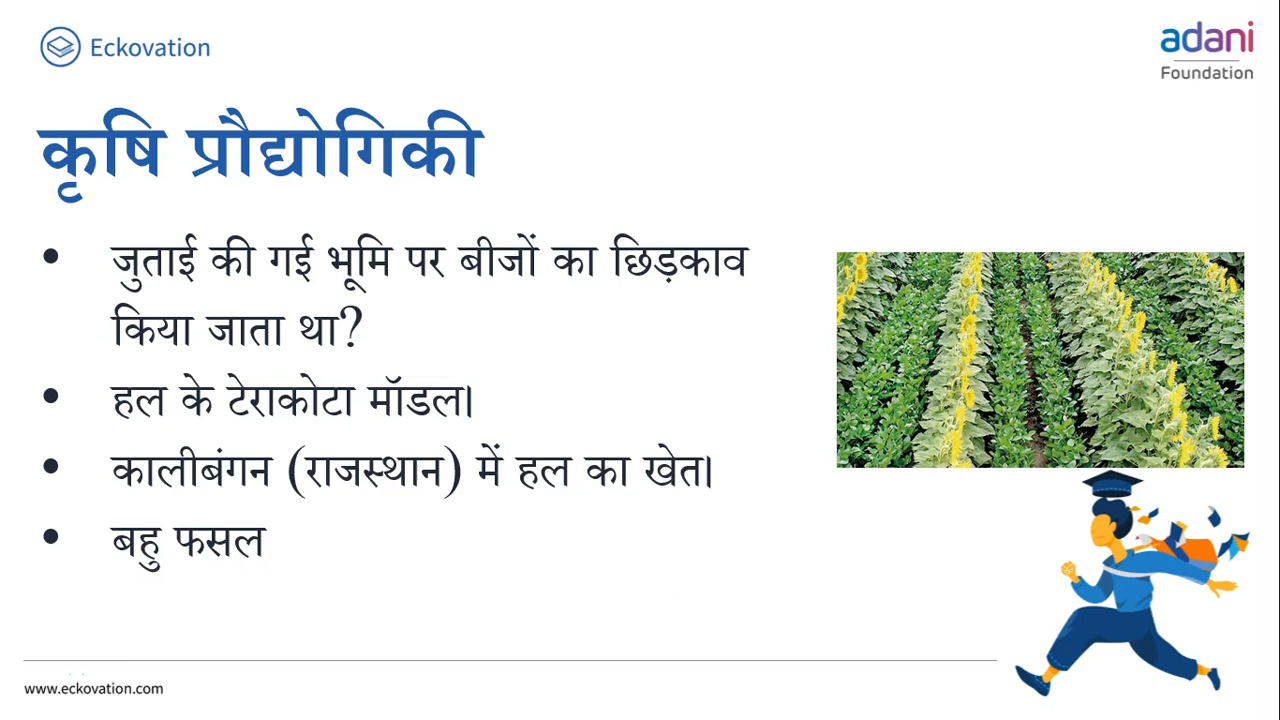 Eckovation
adani
Foundation
कृषि प्रौद्योगिकी
• जुताई की गई भूमि पर बीजों का छिड़काव
किया जाता था?
• हल के टेराकोटा मॉडल।
• कालीबंगन (राजस्थान) में हल का खेत।
• बहु फसल
www.eckovation.com